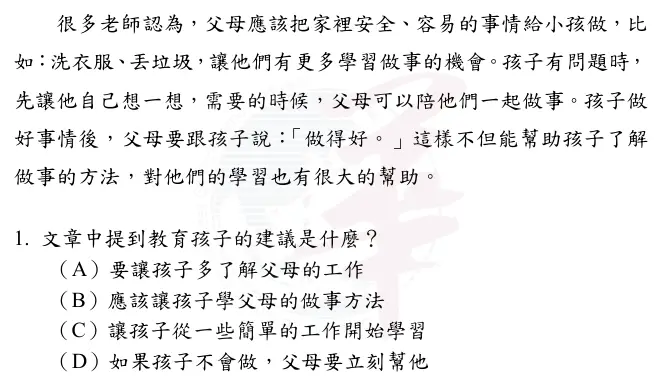 很多老師認為，父母應該把家裡安全、容易的事情給小孩做，比
如：洗衣服、丟垃圾，讓他們有更多學習做事的機會。孩子有問題時，
先讓他自己想一想，需要的時候，父母可以陪他們一起做事。孩子做
好事情後，父母要跟孩子說：「做得好。」這樣不但能幫助孩子了解
做事的方法，對他們的學習也有很大的幫助。
1. 文章中提到教育孩子的建議是什麼？
（A）要讓孩子多了解父母的工作
（B）應該讓孩子學父母的做事方法
（C）讓孩子從一些簡單的工作開始學習
（D）如果孩子不會做，父母要立刻幫他